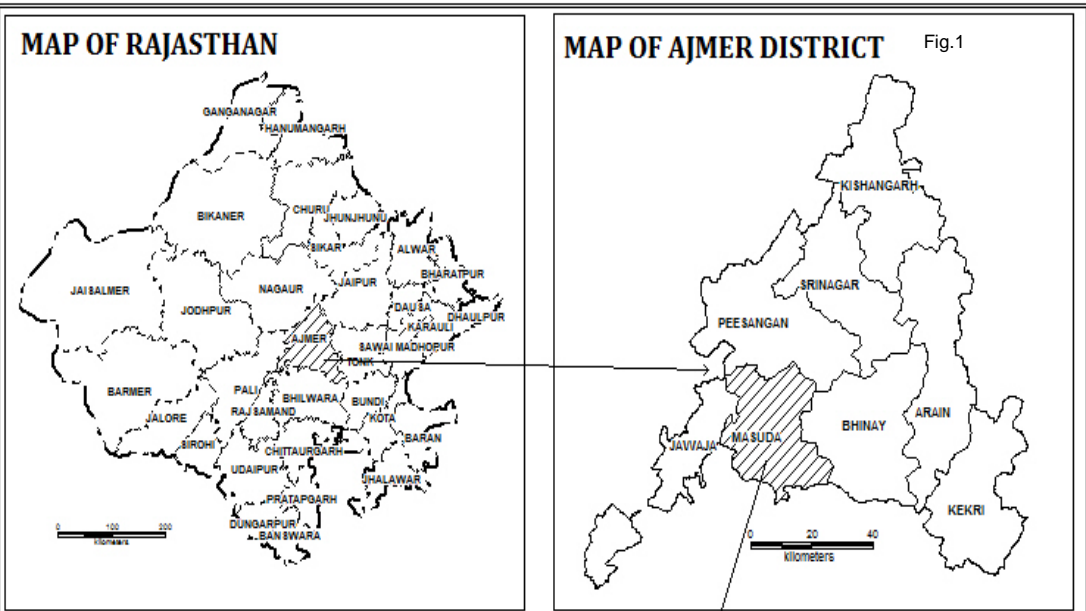 MAP OF RAJASTHAN
GANGANAGAR
HANUMANGARH
BIKANER
CHURU
JHUNJHUNU
SIKAR
ALWAR
BHARATPUR
JAISALMER
NAGAUR
JAIPUR
JODHPUR
DAUSA
DHAULPUR
KARAULI
AJMER
SAWAI MADHOPUR
TONK
BARMER
PALI
BHILWARA
BUNDI
JALORE
RAJSAMAND
KOTA
SIROHI
BARAN
CHITTAURGARH
UDAIPUR
JHALAWAR
PRATAPGARH
DUNGARPUR
BANSWARA
0 100 200
kilometers
MAP OF AJMER DISTRICT
Fig.1
KISHANGARH
SRINAGAR
PEESANGAN
ARAIN
BHINAY
MASUDA
JAWAJA
KEKRI
0 20 40
kilometers